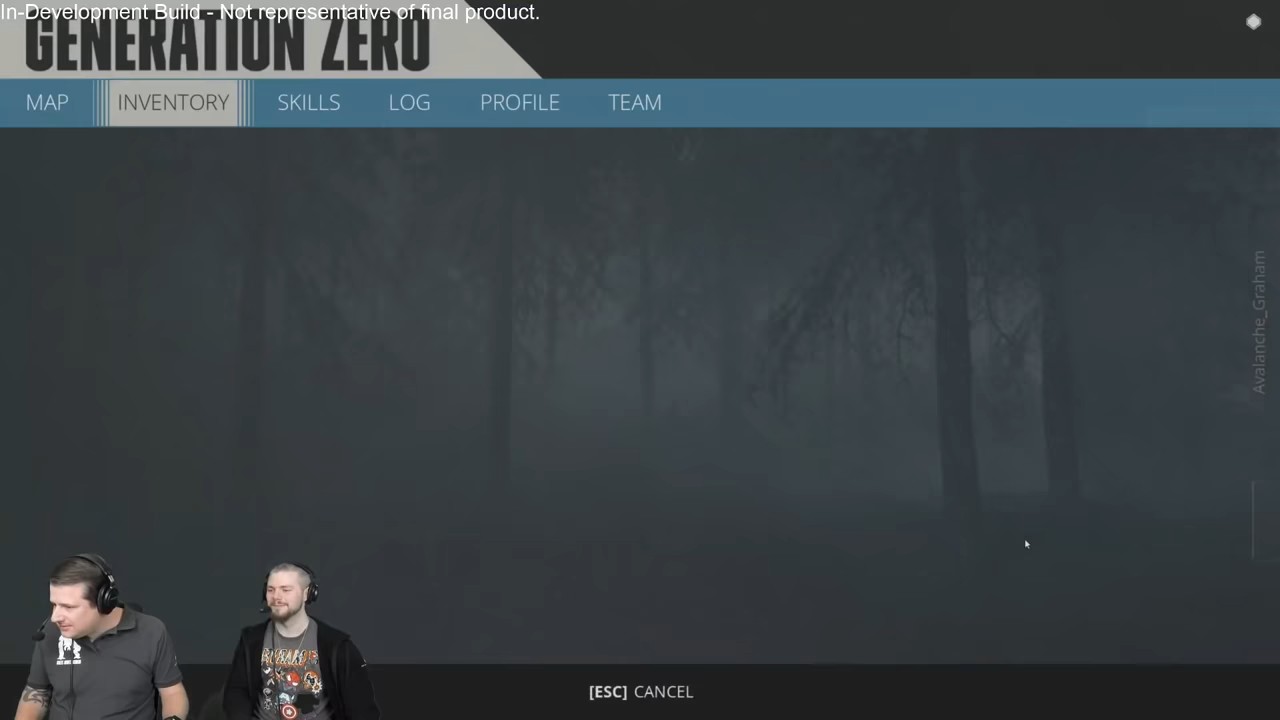 In-Development Build - Not representative of final product.
GENERATION ZERO
MAP INVENTORY SKILLS LOG PROFILE TEAM
Avalanche_Graham
[ESC] CANCEL